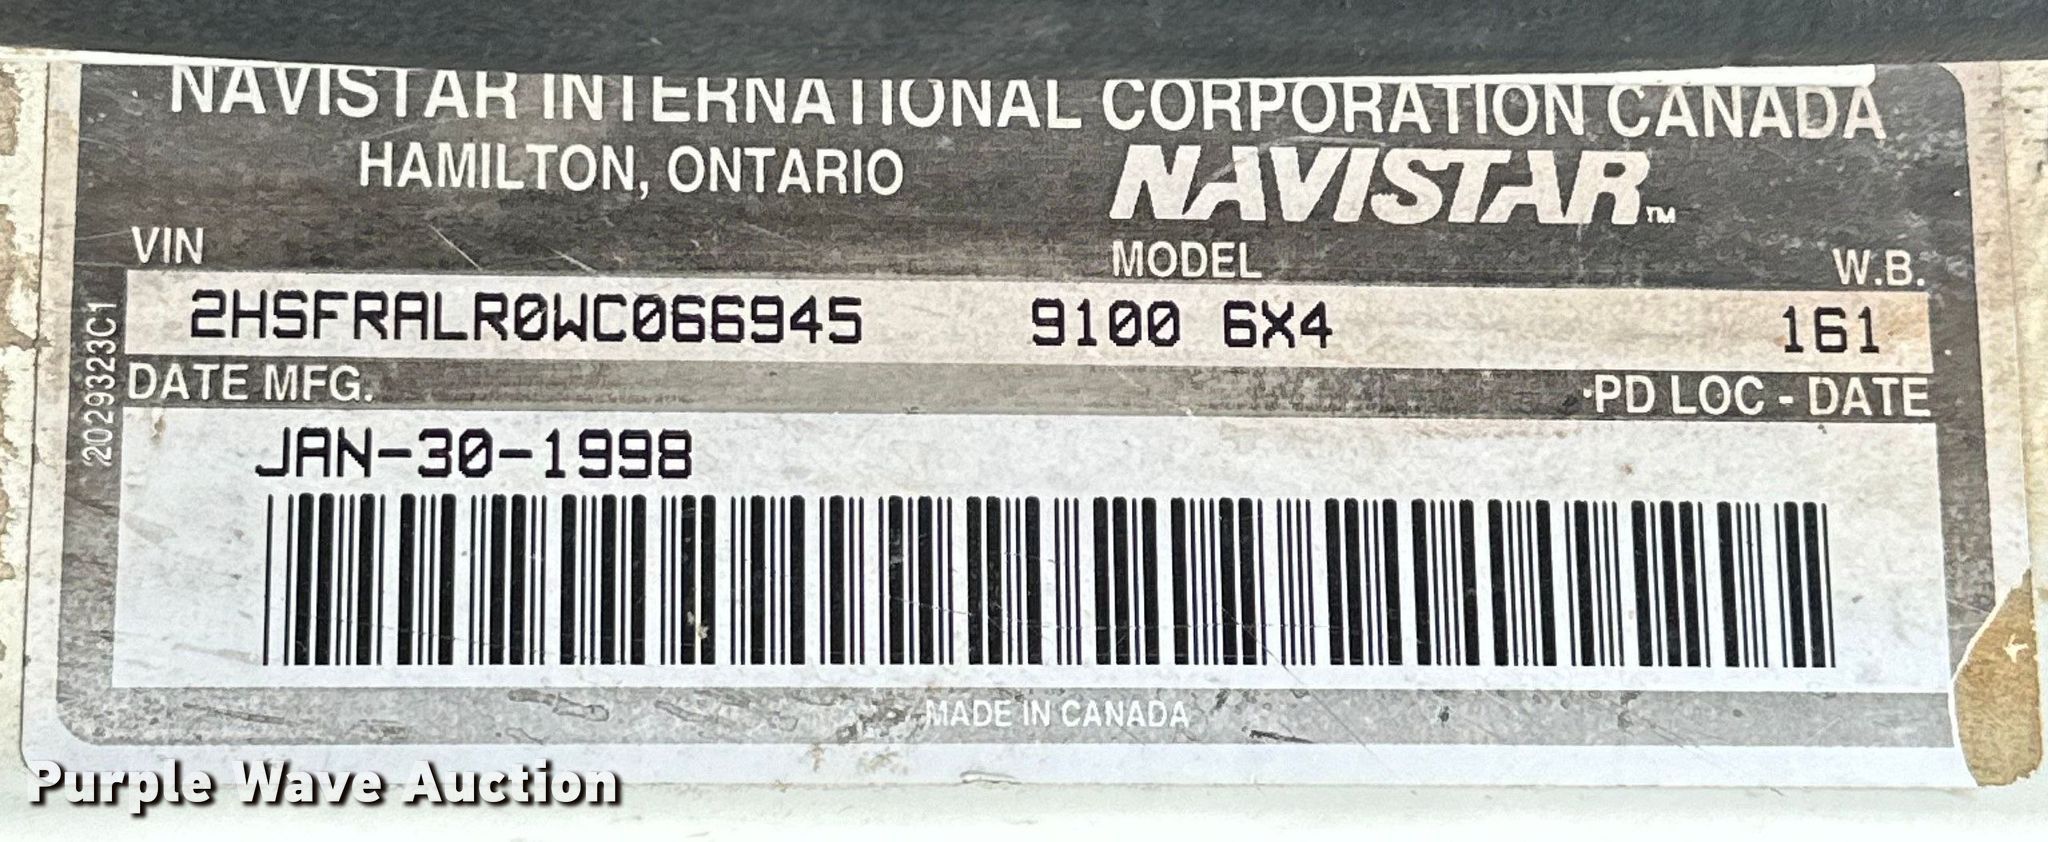 NAVISTAR INTERNATIONAL CORPORATION CANADA
HAMILTON, ONTARIO
NAVISTAR™
VIN MODEL W.B.
2HSFRALR0WC066945 9100 6X4 161
DATE MFG. PD LOC - DATE
JAN-30-1998
2029323C1
MADE IN CANADA
Purple Wave Auction